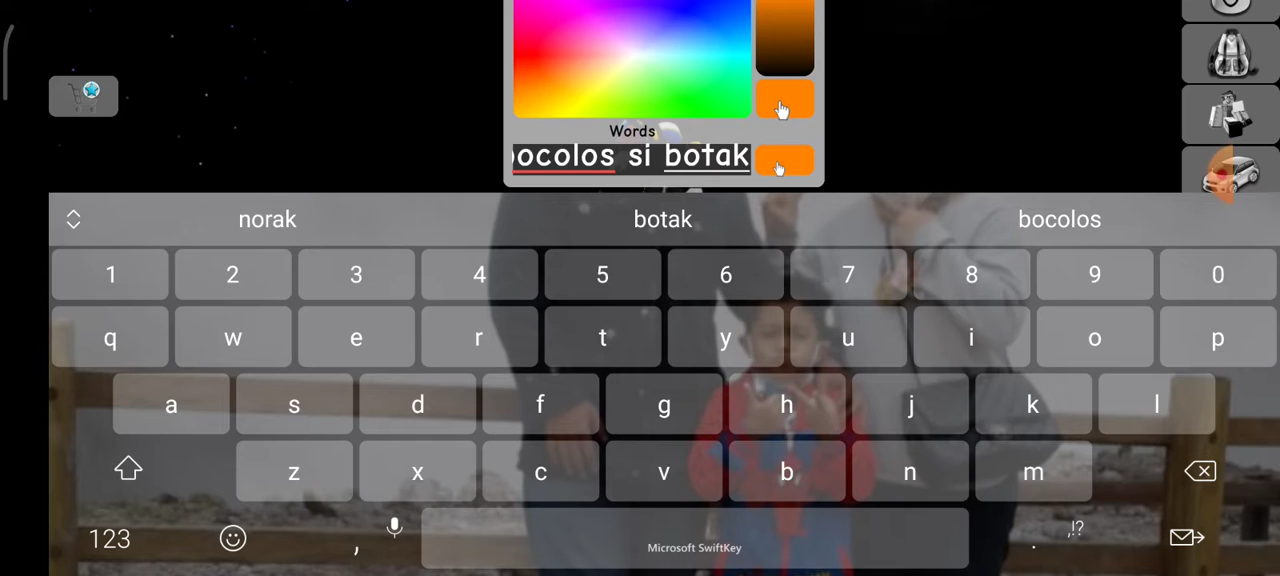 Words
bocolos si botak
norak botak bocolos
1 2 3 4 5 6 7 8 9 0
q w e r t y u i o p
a s d f g h j k l
z x c v b n m
123 , Microsoft SwiftKey . ,!?